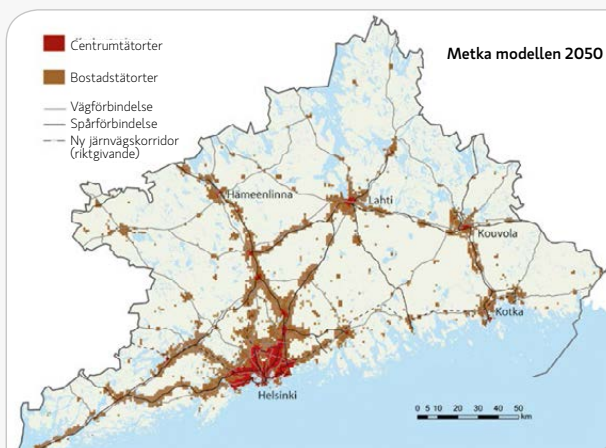 Metka modellen 2050
Centrumtätorter
Bostadstätorter
Vägförbindelse
Spårförbindelse
Ny järnvägskorridor
(riktgivande)
Hämeenlinna
Lahti
Kouvola
Kotka
Helsinki
0 5 10 20 30 40 50
km